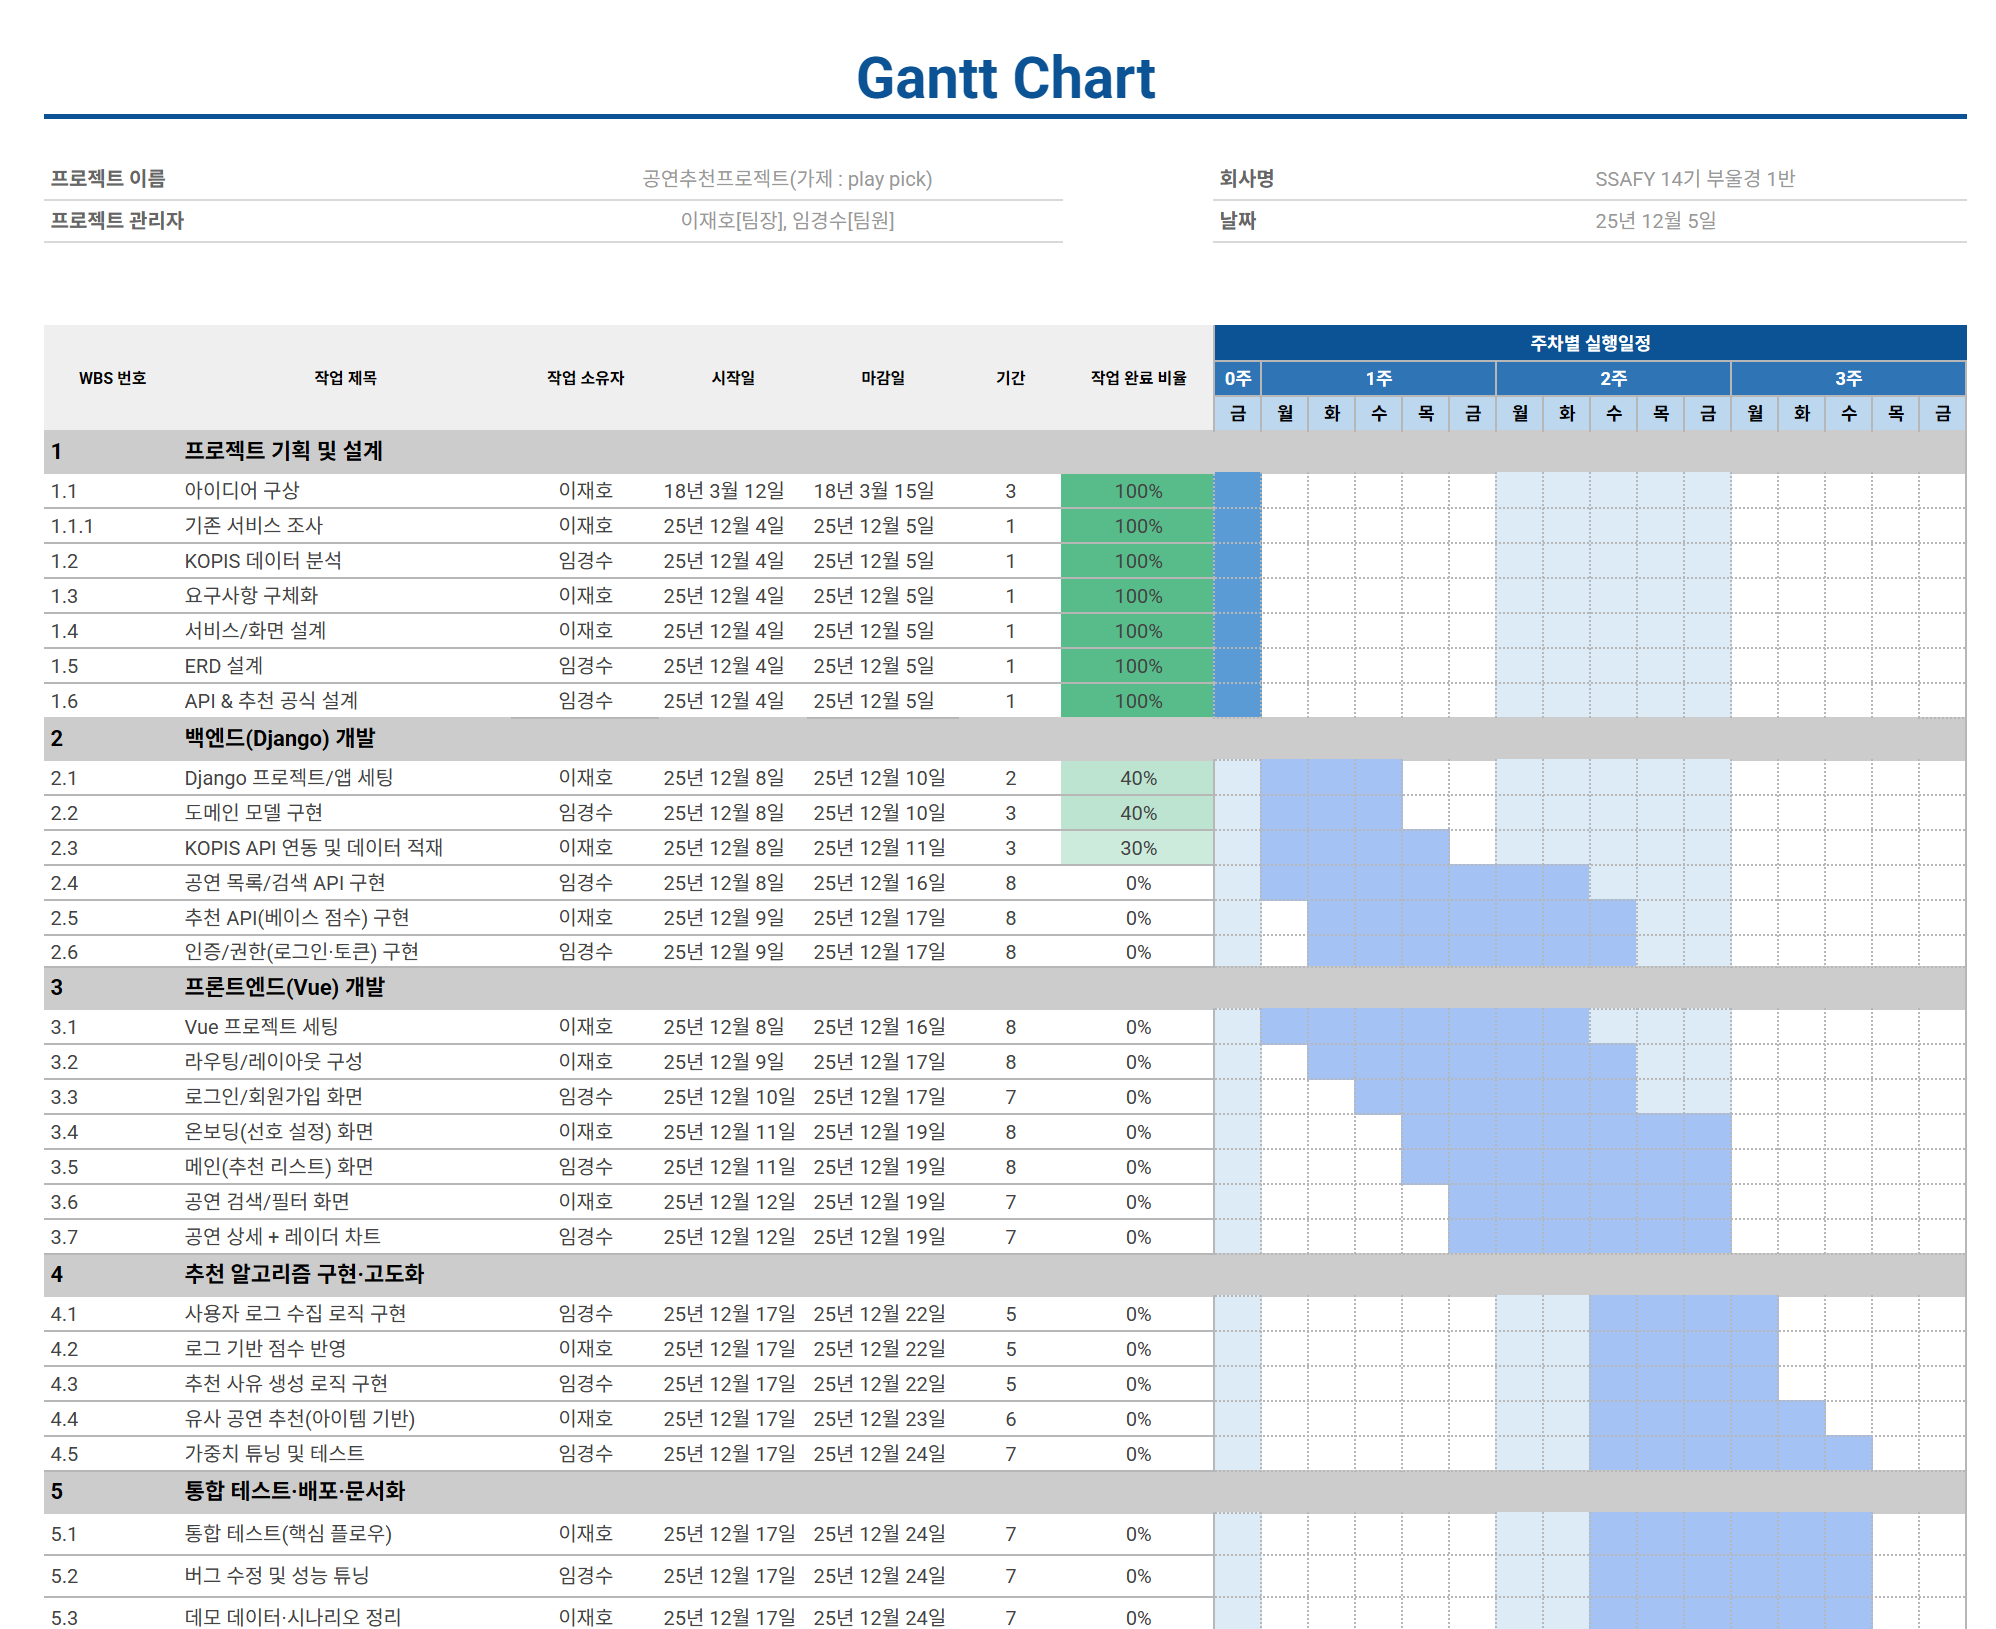 Gantt Chart
프로젝트 이름 공연추천프로젝트(가제 : play pick) 회사명 SSAFY 14기 부울경 1반
프로젝트 관리자 이재호[팀장], 임경수[팀원] 날짜 25년 12월 5일
주차별 실행일정
WBS 번호 작업 제목 작업 소유자 시작일 마감일 기간 작업 완료 비율
0주 1주 2주 3주
금 월 화 수 목 금 월 화 수 목 금 월 화 수 목 금
1 프로젝트 기획 및 설계
1.1 아이디어 구상 이재호 18년 3월 12일 18년 3월 15일 3 100%
1.1.1 기존 서비스 조사 이재호 25년 12월 4일 25년 12월 5일 1 100%
1.2 KOPIS 데이터 분석 임경수 25년 12월 4일 25년 12월 5일 1 100%
1.3 요구사항 구체화 이재호 25년 12월 4일 25년 12월 5일 1 100%
1.4 서비스/화면 설계 이재호 25년 12월 4일 25년 12월 5일 1 100%
1.5 ERD 설계 임경수 25년 12월 4일 25년 12월 5일 1 100%
1.6 API & 추천 공식 설계 임경수 25년 12월 4일 25년 12월 5일 1 100%
2 백엔드(Django) 개발
2.1 Django 프로젝트/앱 세팅 이재호 25년 12월 8일 25년 12월 10일 2 40%
2.2 도메인 모델 구현 임경수 25년 12월 8일 25년 12월 10일 3 40%
2.3 KOPIS API 연동 및 데이터 적재 이재호 25년 12월 8일 25년 12월 11일 3 30%
2.4 공연 목록/검색 API 구현 임경수 25년 12월 8일 25년 12월 16일 8 0%
2.5 추천 API(베이스 점수) 구현 이재호 25년 12월 9일 25년 12월 17일 8 0%
2.6 인증/권한(로그인·토큰) 구현 임경수 25년 12월 9일 25년 12월 17일 8 0%
3 프론트엔드(Vue) 개발
3.1 Vue 프로젝트 세팅 이재호 25년 12월 8일 25년 12월 16일 8 0%
3.2 라우팅/레이아웃 구성 이재호 25년 12월 9일 25년 12월 17일 8 0%
3.3 로그인/회원가입 화면 임경수 25년 12월 10일 25년 12월 17일 7 0%
3.4 온보딩(선호 설정) 화면 이재호 25년 12월 11일 25년 12월 19일 8 0%
3.5 메인(추천 리스트) 화면 임경수 25년 12월 11일 25년 12월 19일 8 0%
3.6 공연 검색/필터 화면 이재호 25년 12월 12일 25년 12월 19일 7 0%
3.7 공연 상세 + 레이더 차트 임경수 25년 12월 12일 25년 12월 19일 7 0%
4 추천 알고리즘 구현·고도화
4.1 사용자 로그 수집 로직 구현 임경수 25년 12월 17일 25년 12월 22일 5 0%
4.2 로그 기반 점수 반영 이재호 25년 12월 17일 25년 12월 22일 5 0%
4.3 추천 사유 생성 로직 구현 임경수 25년 12월 17일 25년 12월 22일 5 0%
4.4 유사 공연 추천(아이템 기반) 이재호 25년 12월 17일 25년 12월 23일 6 0%
4.5 가중치 튜닝 및 테스트 임경수 25년 12월 17일 25년 12월 24일 7 0%
5 통합 테스트·배포·문서화
5.1 통합 테스트(핵심 플로우) 이재호 25년 12월 17일 25년 12월 24일 7 0%
5.2 버그 수정 및 성능 튜닝 임경수 25년 12월 17일 25년 12월 24일 7 0%
5.3 데모 데이터·시나리오 정리 이재호 25년 12월 17일 25년 12월 24일 7 0%